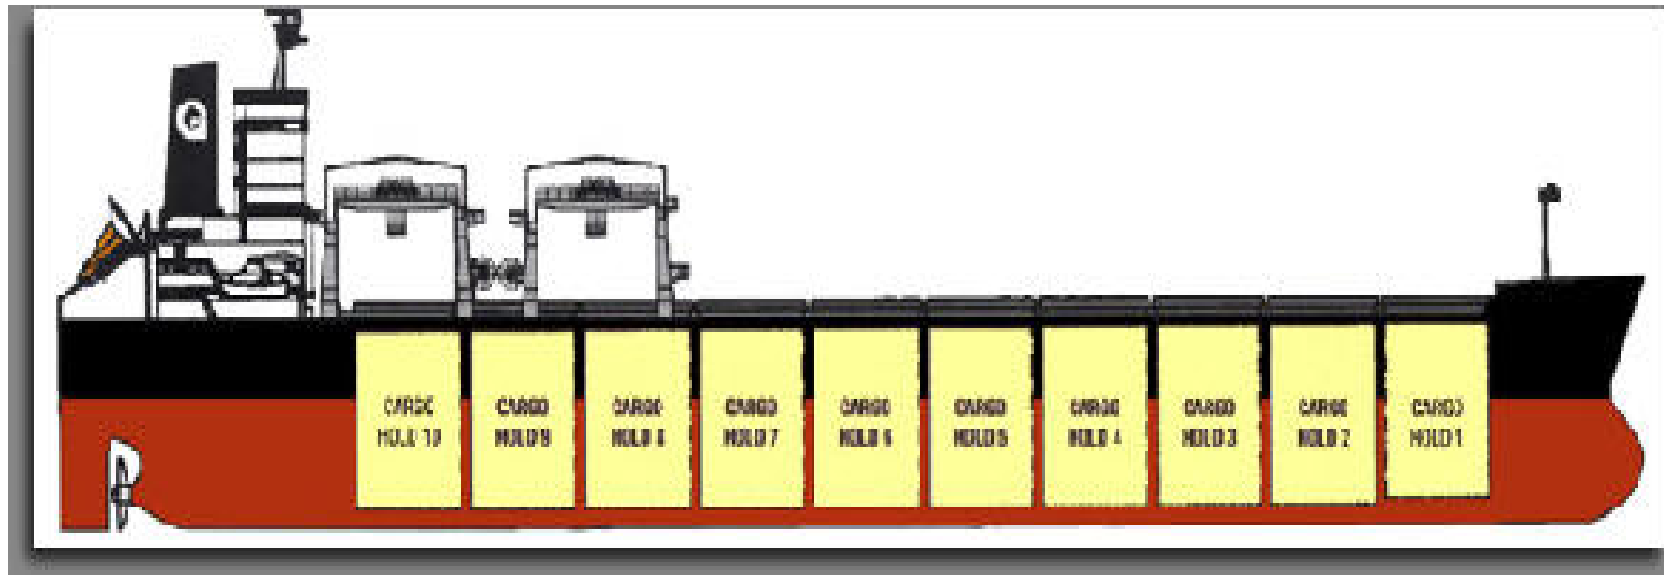 CARGO
HOLD 10
CARGO
HOLD 9
CARGO
HOLD 8
CARGO
HOLD 7
CARGO
HOLD 6
CARGO
HOLD 5
CARGO
HOLD 4
CARGO
HOLD 3
CARGO
HOLD 2
CARGO
HOLD 1